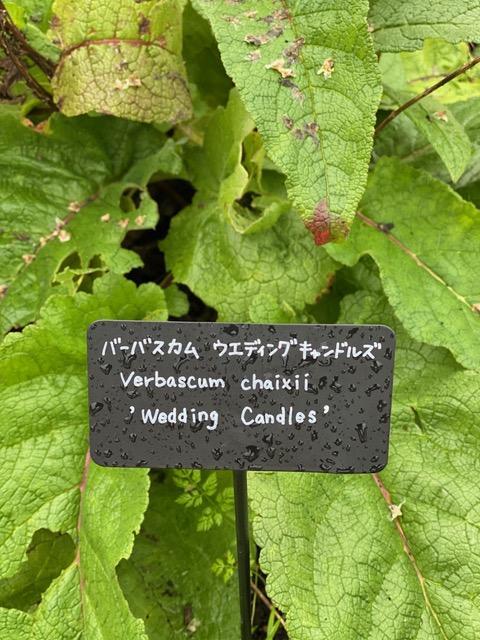 バーバスカム ウエディングキャンドルズ
Verbascum chaixii
'Wedding Candles'